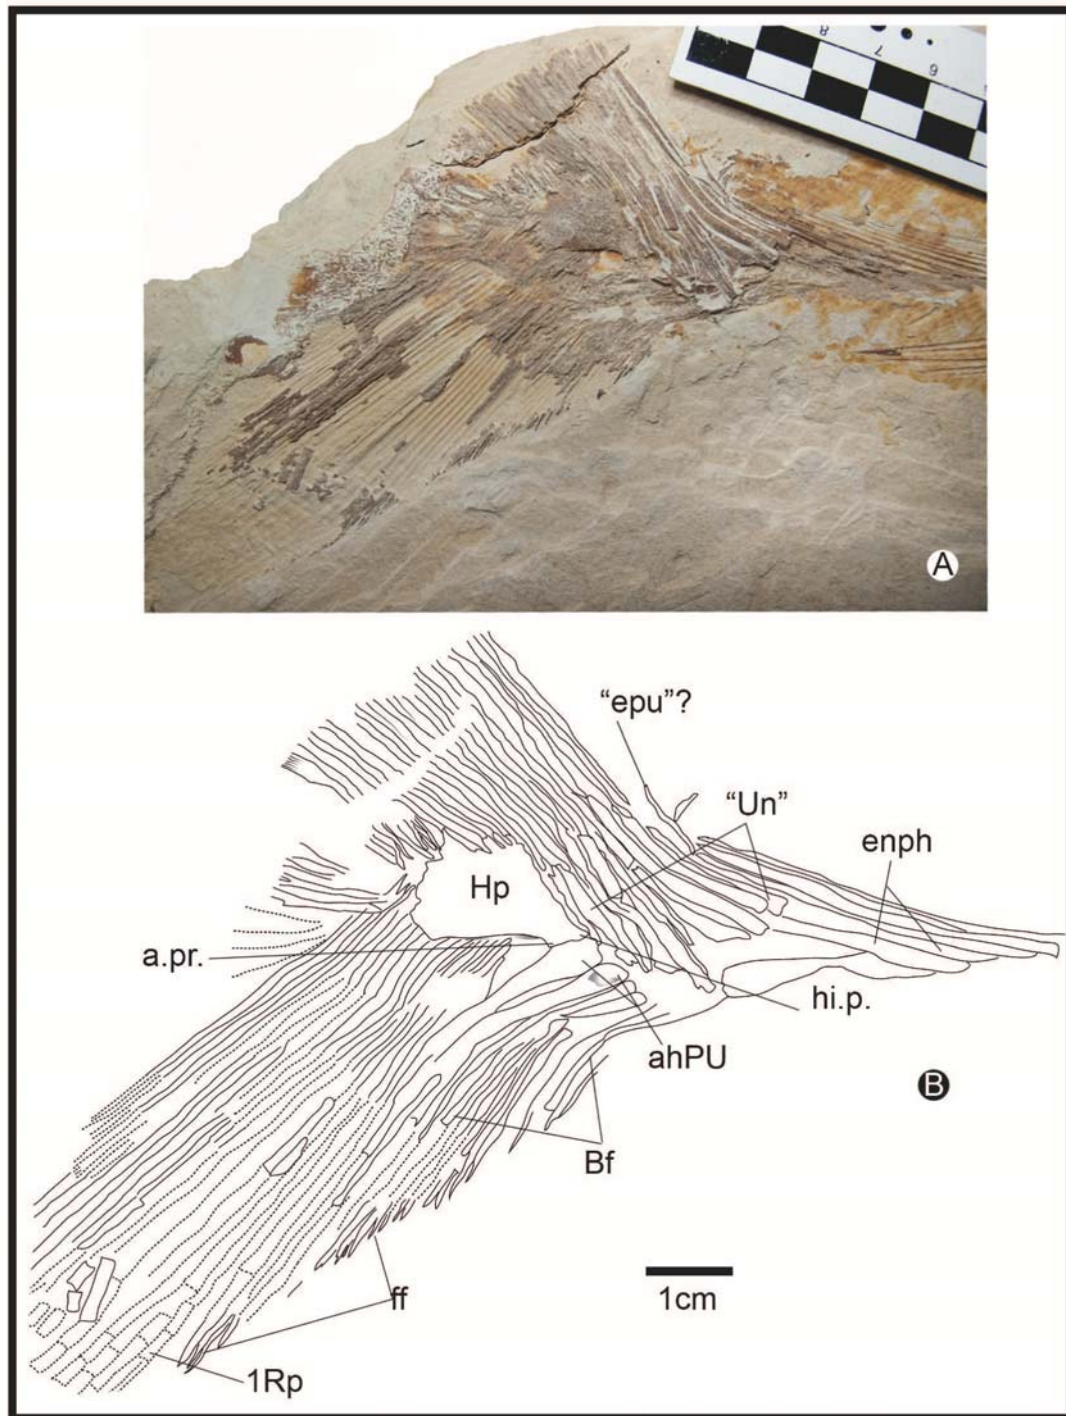 8
7
6
A
“epu”?
“Un”
enph
Hp
a.pr.
hi.p.
ahPU
B
Bf
1cm
ff
1Rp